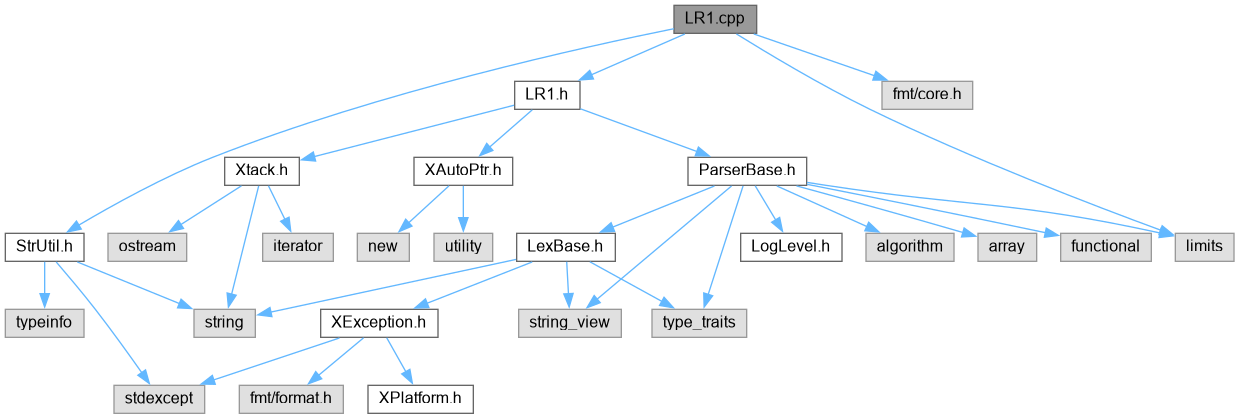 LR1.cpp
LR1.h
fmt/core.h
Xtack.h
XAutoPtr.h
ParserBase.h
StrUtil.h
ostream
iterator
new
utility
LexBase.h
LogLevel.h
algorithm
array
functional
limits
typeinfo
string
XException.h
string_view
type_traits
stdexcept
fmt/format.h
XPlatform.h